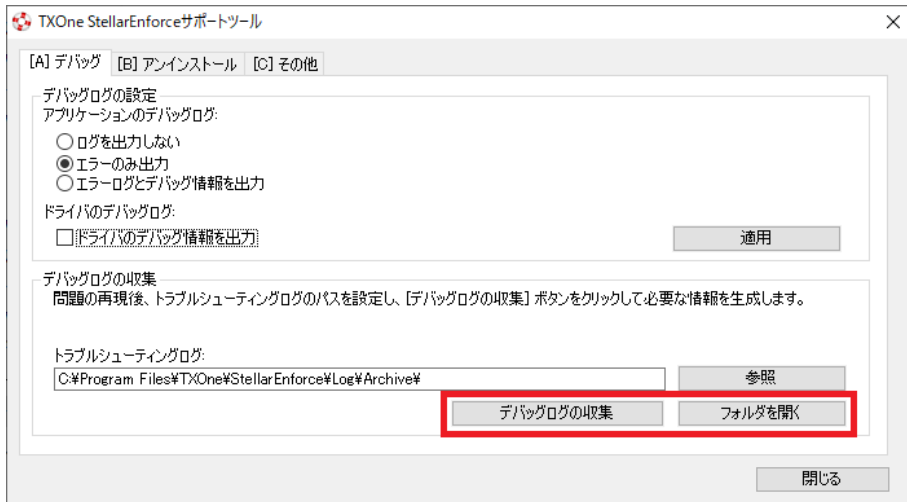 TXOne StellarEnforceサポートツール
[A] デバッグ [B] アンインストール [C] その他
デバッグログの設定
アプリケーションのデバッグログ:
ログを出力しない
エラーのみ出力
エラーログとデバッグ情報を出力
ドライバのデバッグログ:
ドライバのデバッグ情報を出力
適用
デバッグログの収集
問題の再現後、トラブルシューティングログのパスを設定し、[デバッグログの収集] ボタンをクリックして必要な情報を生成します。
トラブルシューティングログ:
C:¥Program Files¥TXOne¥StellarEnforce¥Log¥Archive¥
参照
デバッグログの収集 フォルダを開く
閉じる